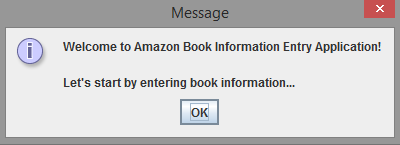 Message
Welcome to Amazon Book Information Entry Application!
Let's start by entering book information...
OK